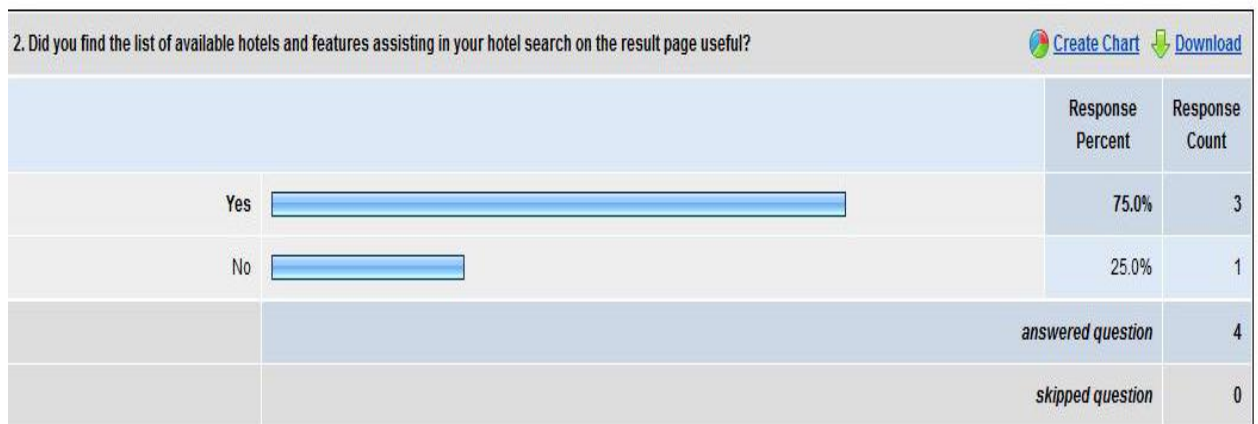 2. Did you find the list of available hotels and features assisting in your hotel search on the result page useful? Create Chart Download
Response Percent Response Count
Yes 75.0% 3
No 25.0% 1
answered question 4
skipped question 0